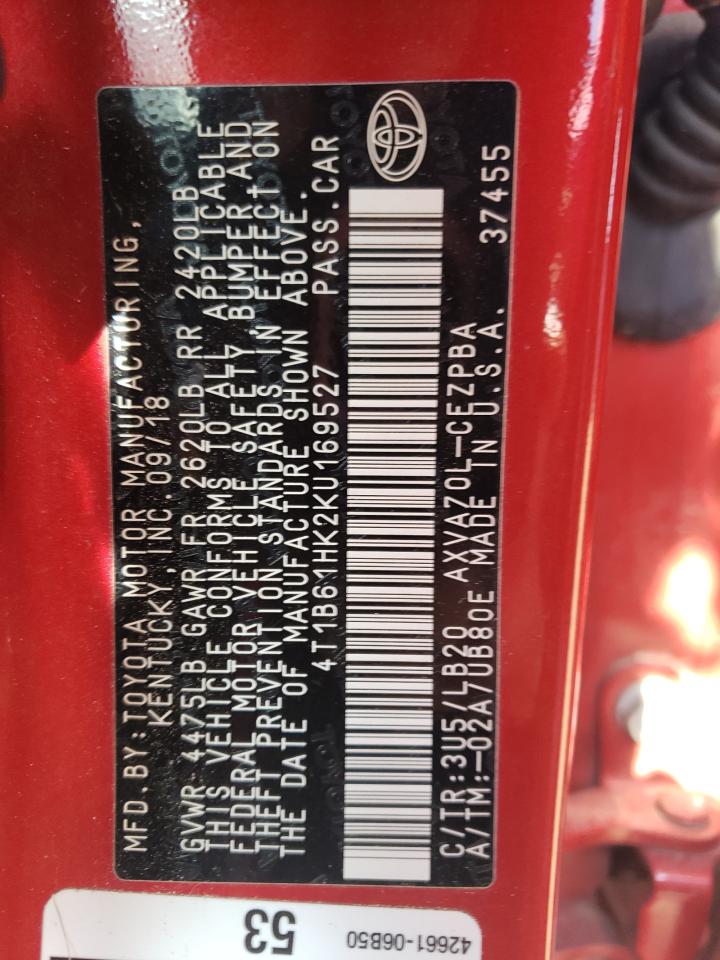 MFD.BY:TOYOTA MOTOR MANUFACTURING,
KENTUCKY,INC.09/18
GVWR 4475LB GAWR FR 2620LB RR 2420LB
THIS VEHICLE CONFORMS TO ALL APPLICABLE
FEDERAL MOTOR VEHICLE SAFETY,BUMPER AND
THEFT PREVENTION STANDARDS IN EFFECT ON
THE DATE OF MANUFACTURE SHOWN ABOVE.
4T1B61HK2KU169527 PASS.CAR
C/TR:3U5/LB20 AXVA70L-CEZPBA
A/TM:-02A/UB80E MADE IN U.S.A. 37455
53
42661-06B50